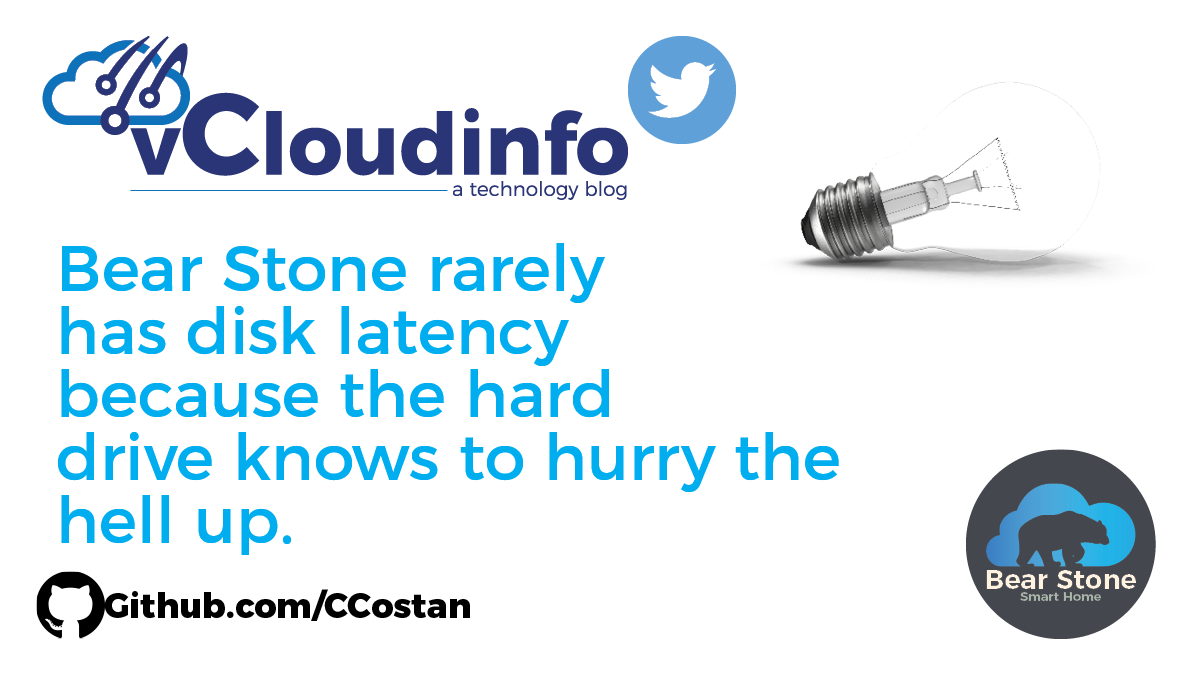 vCloudinfo
a technology blog
Bear Stone rarely
has disk latency
because the hard
drive knows to hurry the
hell up.
Github.com/CCostan
Bear Stone
Smart Home